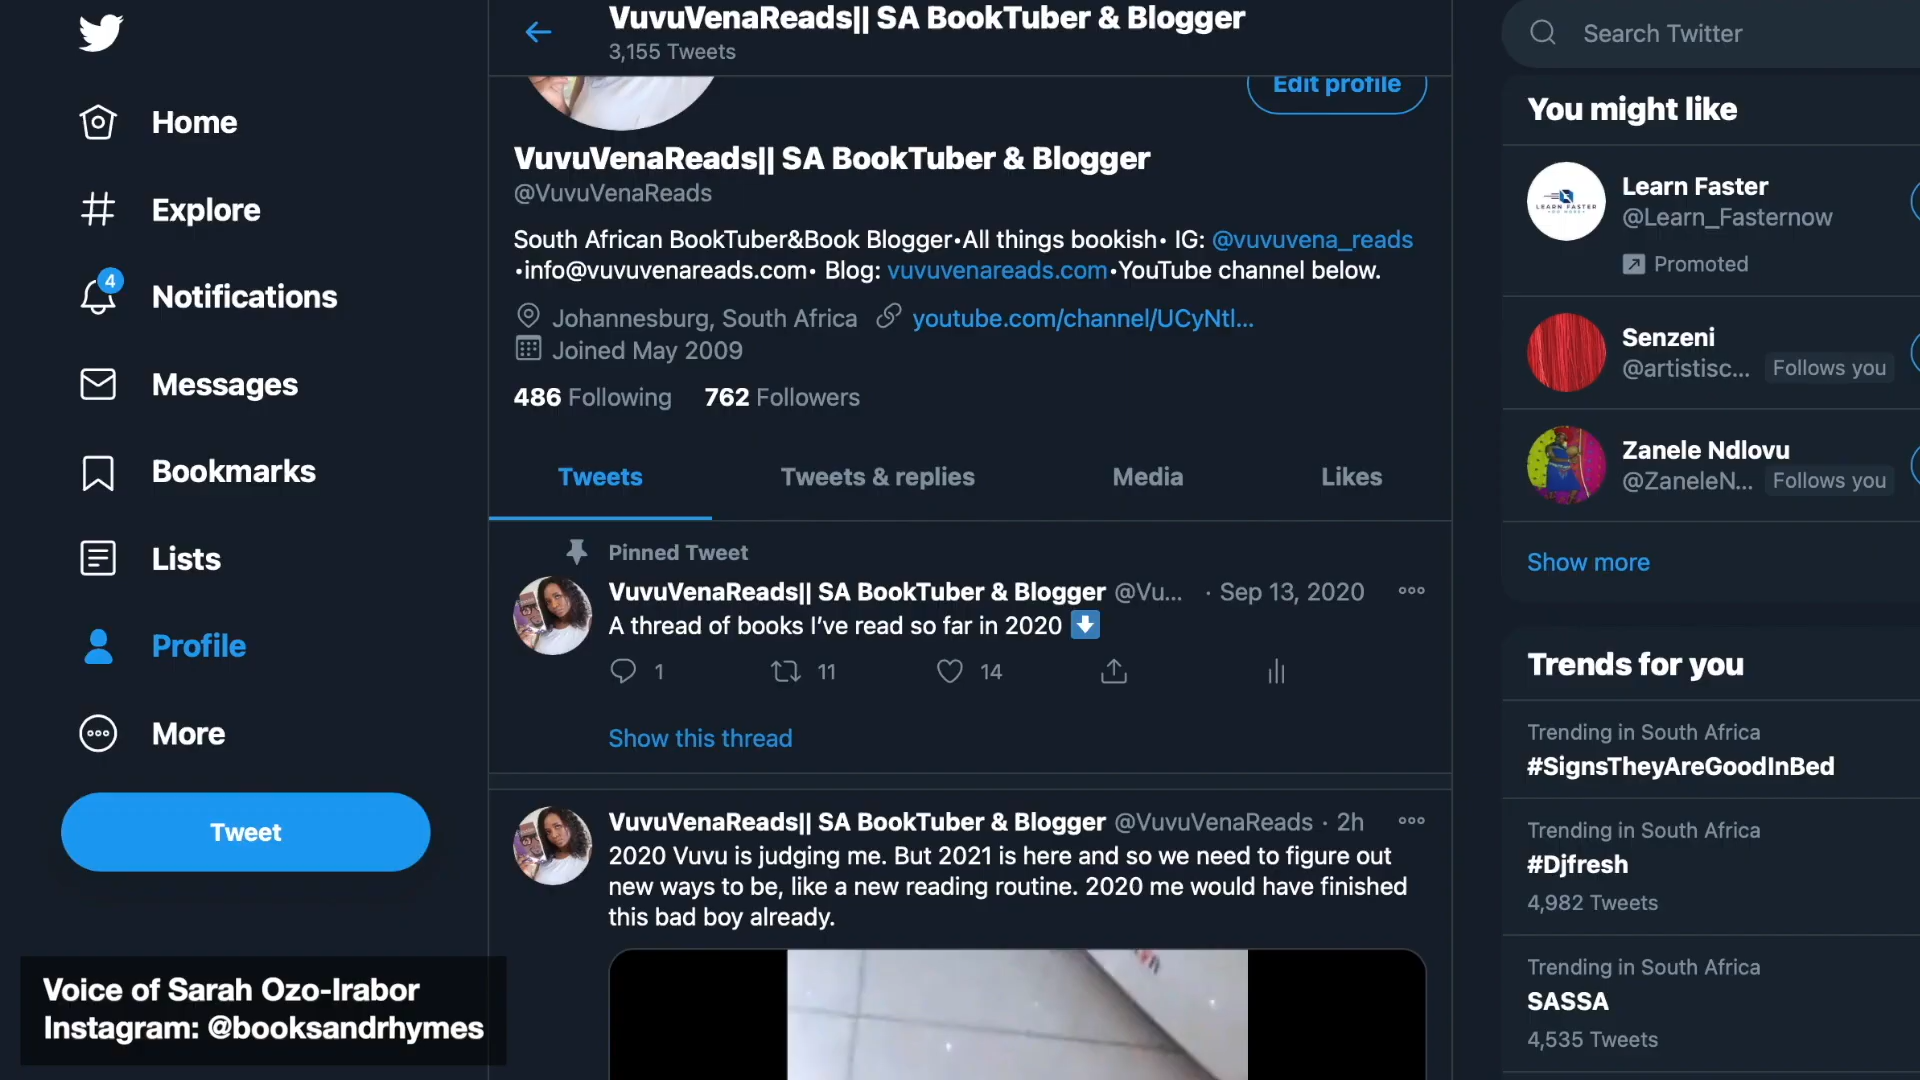 Home
Explore
4
Notifications
Messages
Bookmarks
Lists
Profile
More
Tweet
Voice of Sarah Ozo-Irabor
Instagram: @booksandrhymes
VuvuVenaReads|| SA BookTuber & Blogger
3,155 Tweets
Edit profile
VuvuVenaReads|| SA BookTuber & Blogger
@VuvuVenaReads
South African BookTuber&Book Blogger•All things bookish• IG: @vuvuvena_reads
•info@vuvuvenareads.com• Blog: vuvuvenareads.com•YouTube channel below.
Johannesburg, South Africa youtube.com/channel/UCyNtI...
Joined May 2009
486 Following 762 Followers
Tweets Tweets & replies Media Likes
Pinned Tweet
VuvuVenaReads|| SA BookTuber & Blogger @Vu... · Sep 13, 2020
A thread of books I’ve read so far in 2020
1 11 14
Show this thread
VuvuVenaReads|| SA BookTuber & Blogger @VuvuVenaReads · 2h
2020 Vuvu is judging me. But 2021 is here and so we need to figure out
new ways to be, like a new reading routine. 2020 me would have finished
this bad boy already.
Search Twitter
You might like
LEARN FASTER
Learn Faster
@Learn_Fasternow
Promoted
Senzeni
@artistisc... Follows you
Zanele Ndlovu
@ZaneleN... Follows you
Show more
Trends for you
Trending in South Africa
#SignsTheyAreGoodInBed
Trending in South Africa
#Djfresh
4,982 Tweets
Trending in South Africa
SASSA
4,535 Tweets